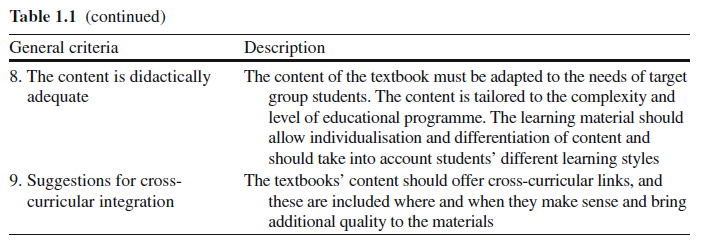 Table 1.1 (continued)
General criteria Description
8. The content is didactically adequate The content of the textbook must be adapted to the needs of target
group students. The content is tailored to the complexity and
level of educational programme. The learning material should
allow individualisation and differentiation of content and
should take into account students' different learning styles
9. Suggestions for cross-
curricular integration
The textbooks' content should offer cross-curricular links, and
these are included where and when they make sense and bring
additional quality to the materials